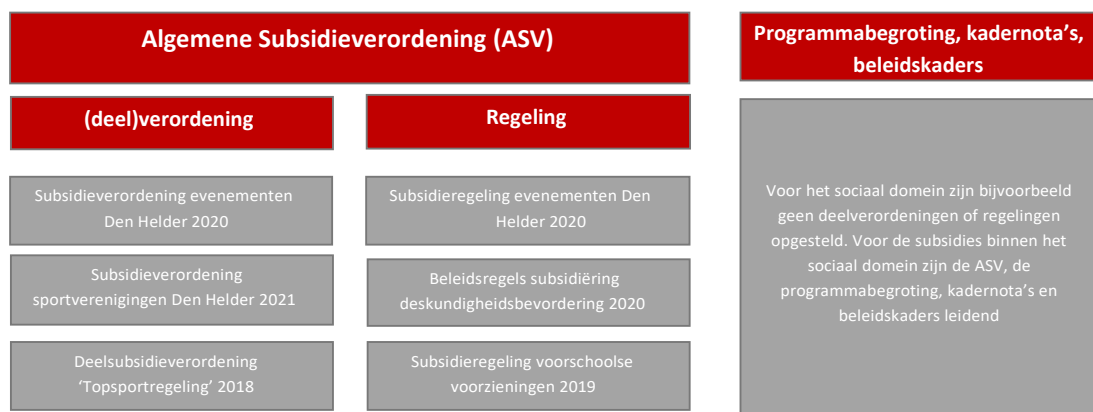 Algemene Subsidieverordening (ASV)
(deel)verordening
Subsidieverordening evenementen
Den Helder 2020
Subsidieverordening
sportverenigingen Den Helder 2021
Deelsubsidieverordening
‘Topsportregeling’ 2018
Regeling
Subsidieregeling evenementen Den
Helder 2020
Beleidsregels subsidiëring
deskundigheidsbevordering 2020
Subsidieregeling voorschoolse
voorzieningen 2019
Programmabegroting, kadernota’s,
beleidskaders
Voor het sociaal domein zijn bijvoorbeeld
geen deelverordeningen of regelingen
opgesteld. Voor de subsidies binnen het
sociaal domein zijn de ASV, de
programmabegroting, kadernota’s en
beleidskaders leidend